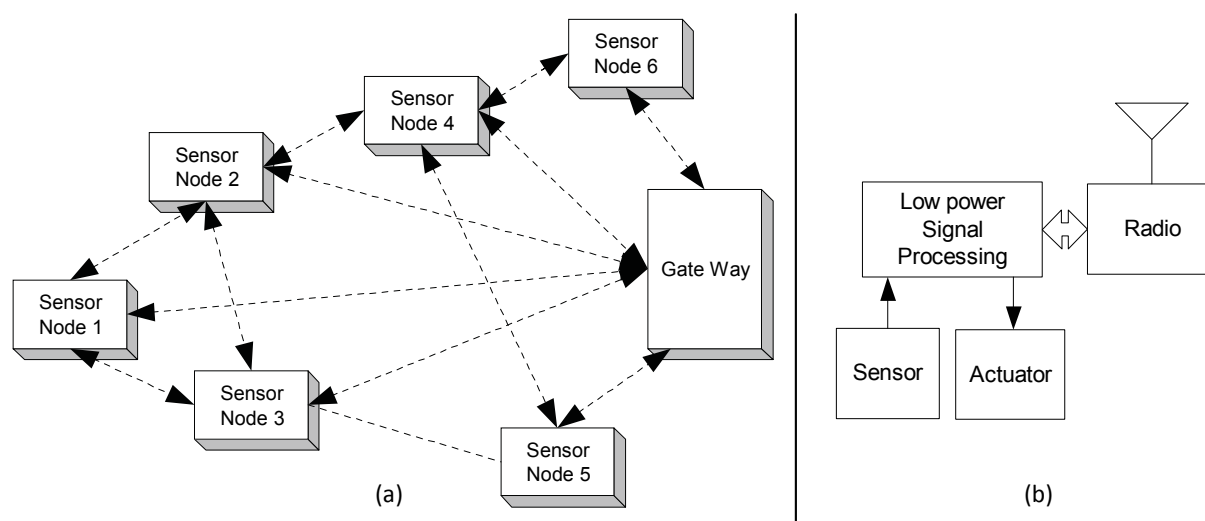 Sensor
Node 6
Sensor
Node 4
Sensor
Node 2
Gate Way
Sensor
Node 1
Sensor
Node 3
Sensor
Node 5
(a)
Low power
Signal
Processing
Radio
Sensor
Actuator
(b)